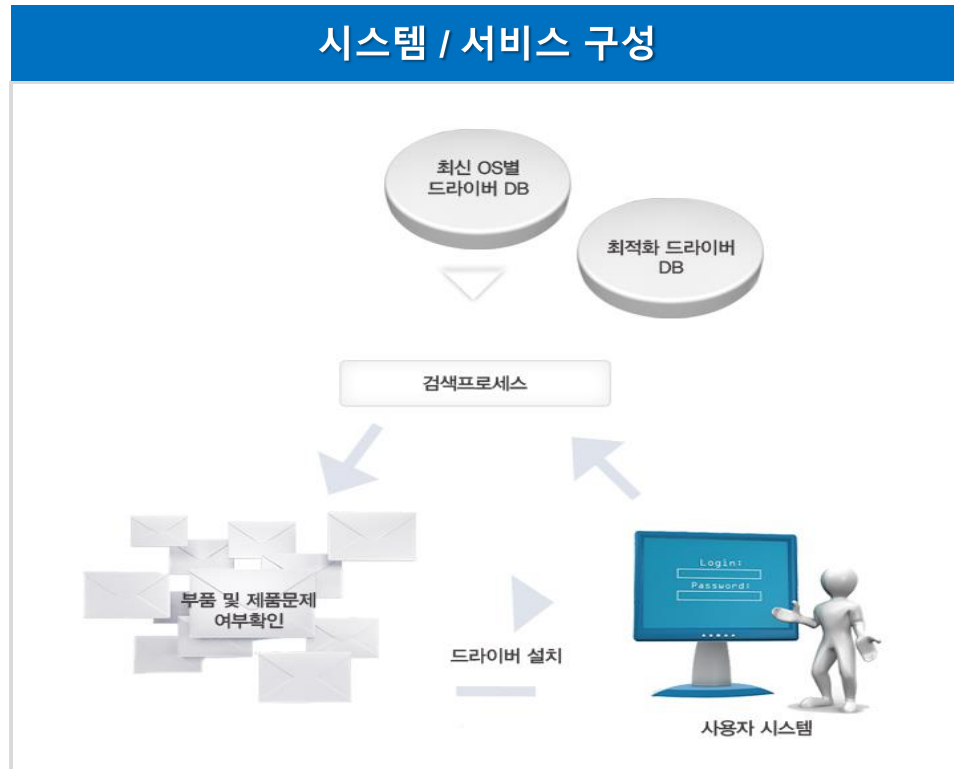 시스템 / 서비스 구성
최신 OS별
드라이버 DB
최적화 드라이버
DB
검색프로세스
부품 및 제품문제
여부확인
드라이버 설치
Login:
Password:
사용자 시스템